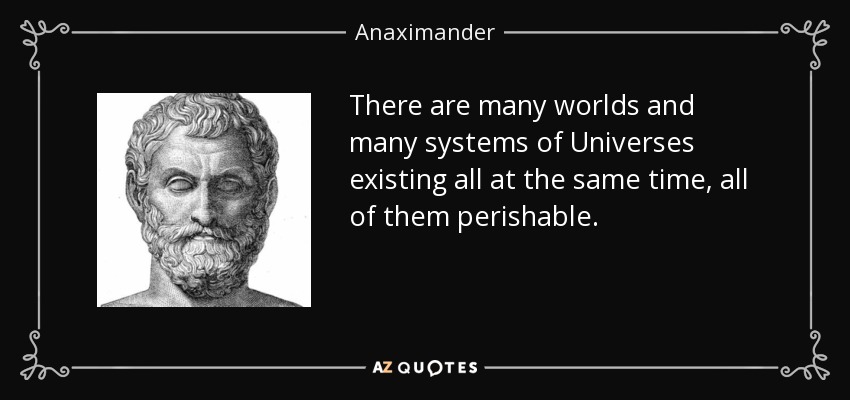 Anaximander
There are many worlds and
many systems of Universes
existing all at the same time, all
of them perishable.
AZ QUOTES